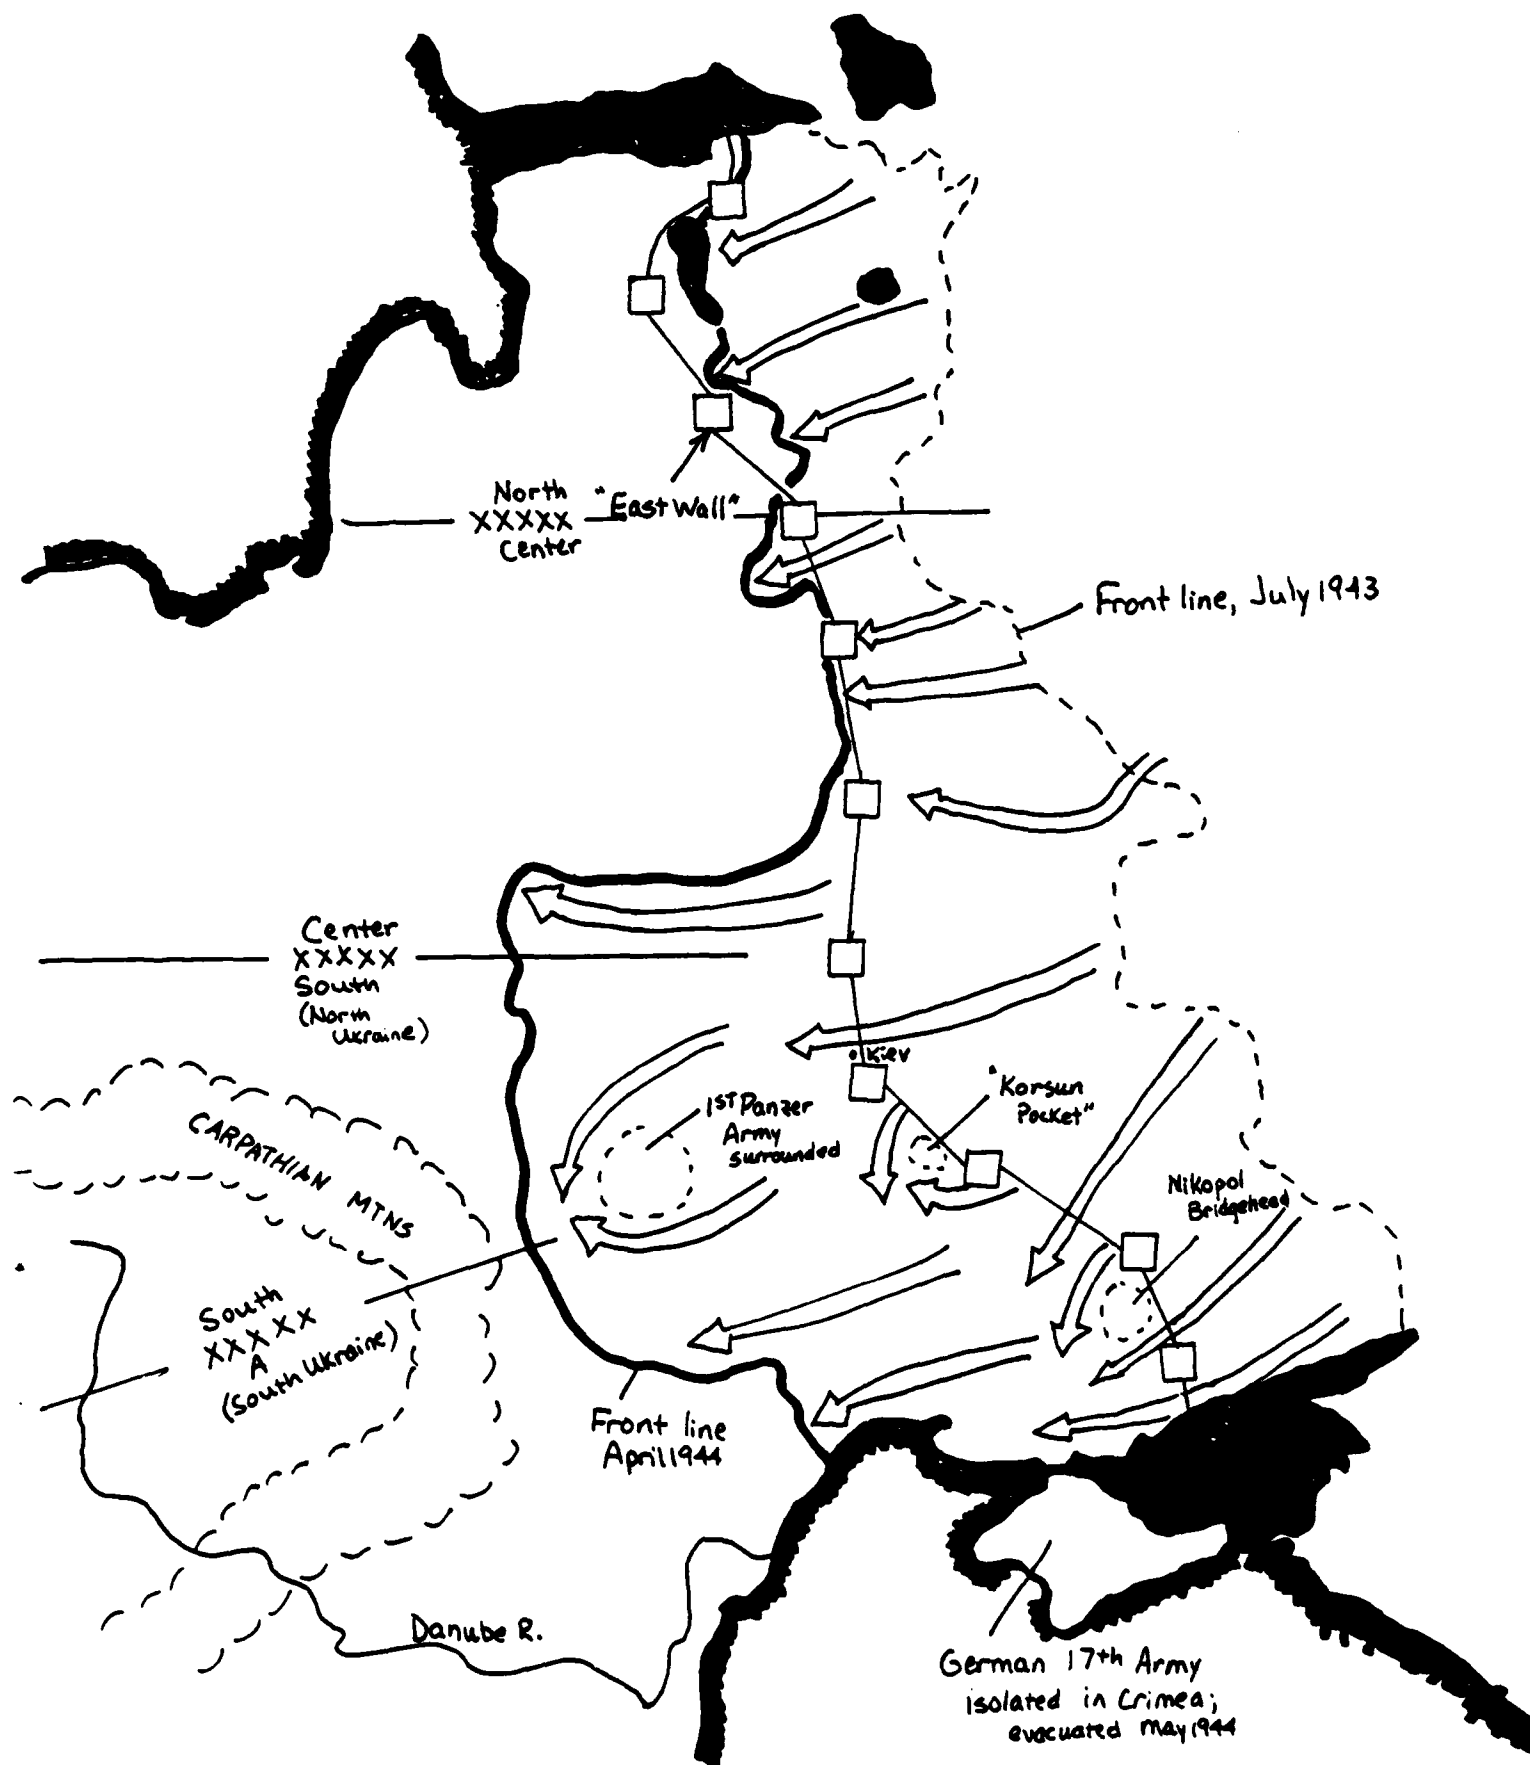 North
XXXXX
Center
"East Wall"
Front line, July 1943
Center
XXXXX
South
(North
Ukraine)
• Kiev
"Korsun
Pocket"
1ST Panzer
Army
surrounded
CARPATHIAN MTNS
Nikopol
Bridgehead
South
XXXXX
A
(South Ukraine)
Front line
April 1944
Danube R.
German 17th Army
isolated in Crimea;
evacuated May 1944